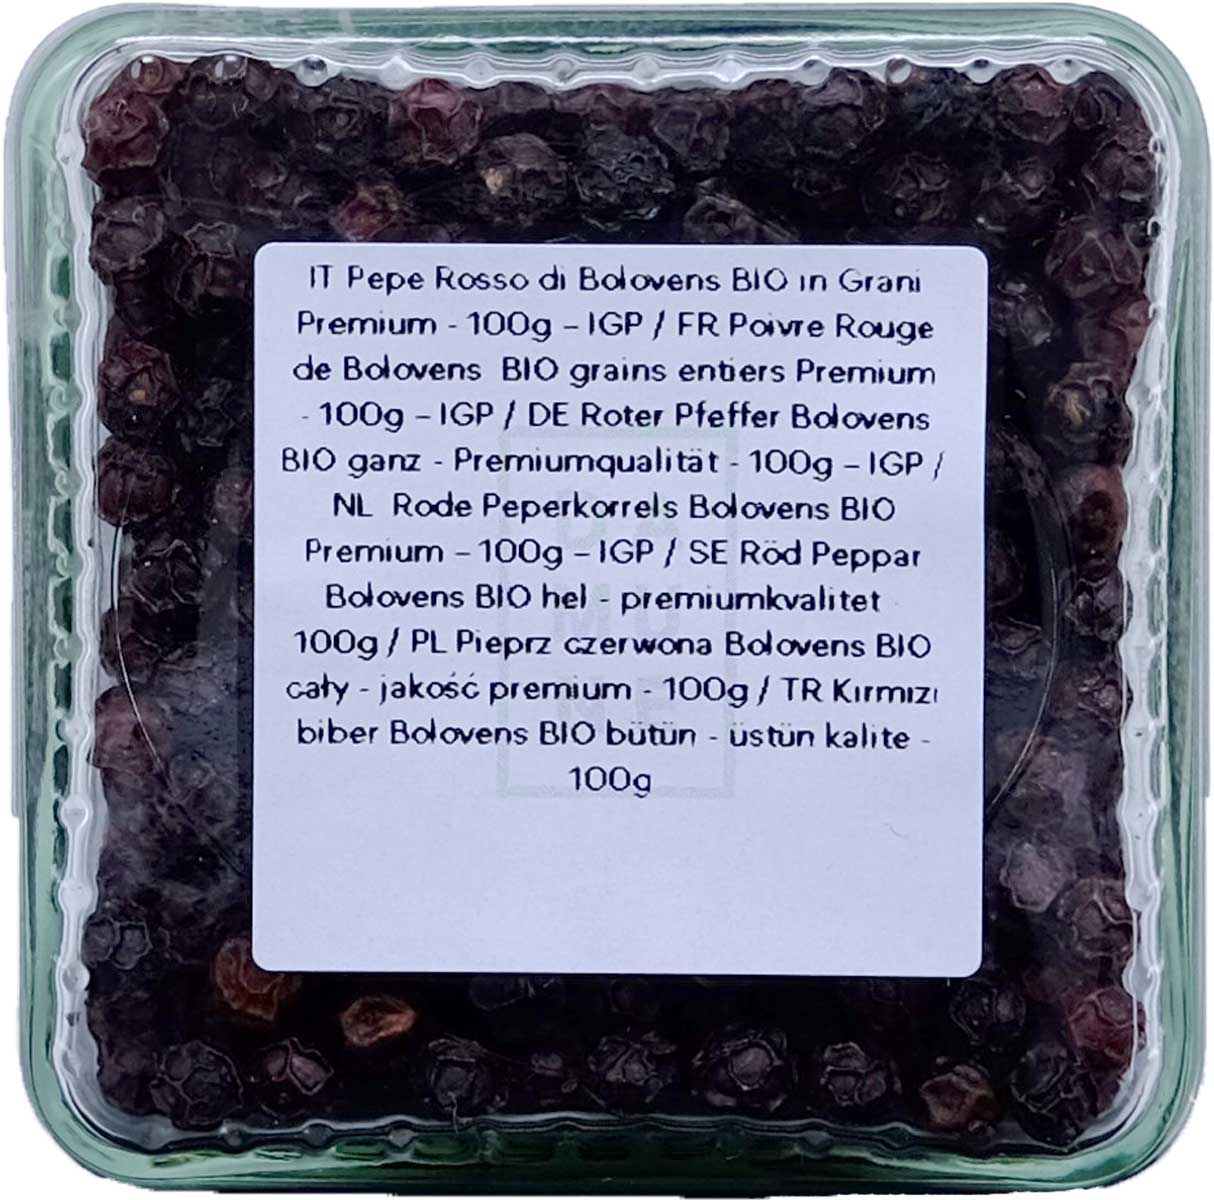 IT Pepe Rosso di Bolovens BIO in Grani
Premium - 100g – IGP / FR Poivre Rouge
de Bolovens BIO grains entiers Premium
- 100g – IGP / DE Roter Pfeffer Bolovens
BIO ganz - Premiumqualität - 100g – IGP /
NL Rode Peperkorrels Bolovens BIO
Premium – 100g – IGP / SE Röd Peppar
Bolovens BIO hel - premiumkvalitet
100g / PL Pieprz czerwona Bolovens BIO
cały - jakość premium - 100g / TR Kırmızı
biber Bolovens BIO bütün - üstün kalite -
100g